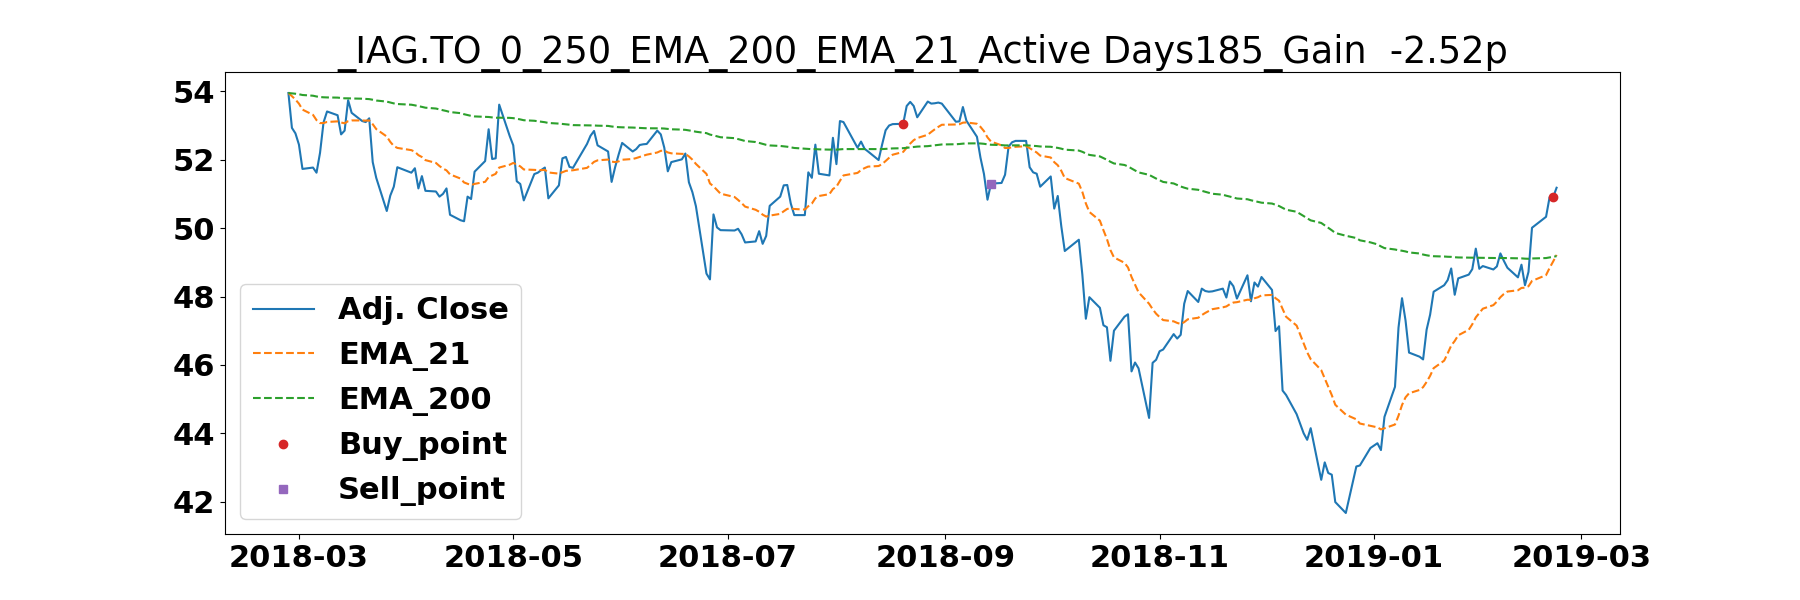 _IAG.TO_0_250_EMA_200_EMA_21_Active Days185_Gain  -2.52p
54
52
50
48
46
44
42
Adj. Close
EMA_21
EMA_200
Buy_point
Sell_point
2018-03 2018-05 2018-07 2018-09 2018-11 2019-01 2019-03